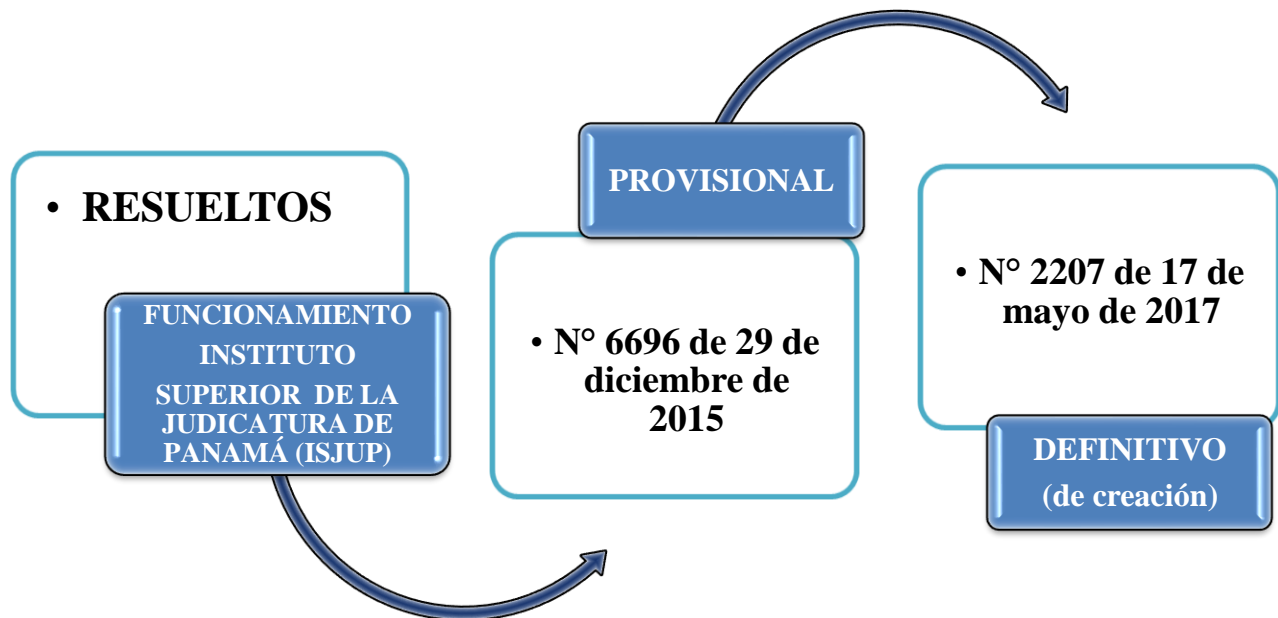 • RESUELTOS
FUNCIONAMIENTO
INSTITUTO
SUPERIOR DE LA
JUDICATURA DE
PANAMÁ (ISJUP)
PROVISIONAL
• N° 6696 de 29 de
diciembre de
2015
• N° 2207 de 17 de
mayo de 2017
DEFINITIVO
(de creación)